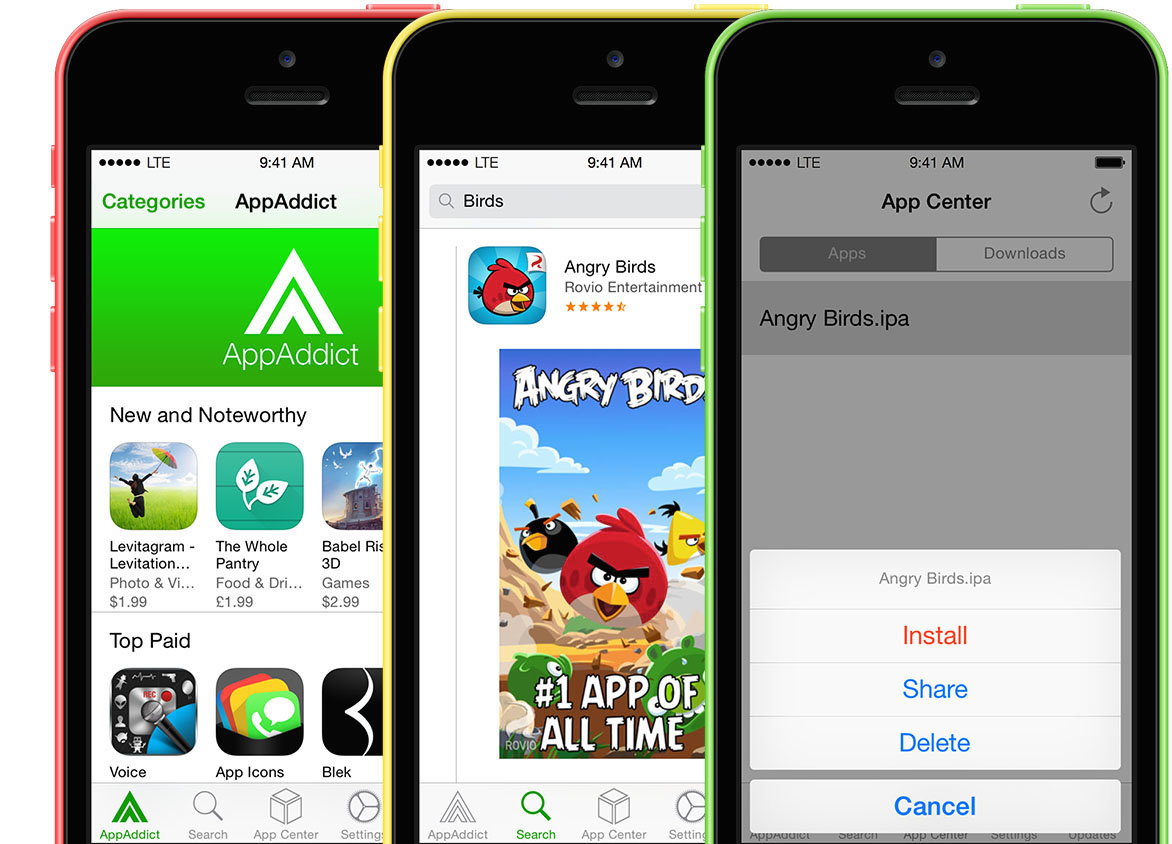 LTE
9:41 AM
Categories
AppAddict
AppAddict
New and Noteworthy
Levitagram -
Levitation...
Photo & Vi...
$1.99
The Whole
Pantry
Food & Dri...
£1.99
Babel Ris
3D
Games
$2.99
Top Paid
REC
Voice
App Icons
Blek
AppAddict
Search
App Center
Settings
LTE
9:41 AM
Birds
Angry Birds
Rovio Entertainment
ANGRY BIRD
#1 APP OF
ALL TIME
ROVIO
AppAddict
Search
App Center
Setting
LTE
9:41 AM
App Center
Apps
Downloads
Angry Birds.ipa
Angry Birds.ipa
Install
Share
Delete
Cancel
AppAddict
Search
App Center
Settings
Updates